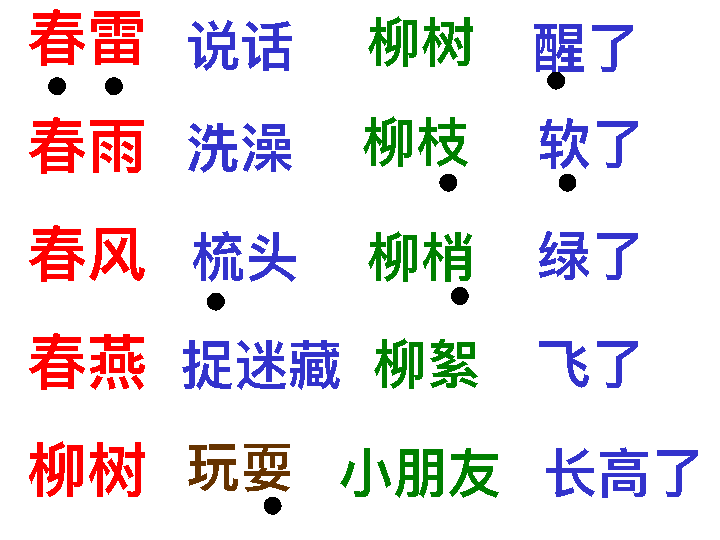 春雷 说话 柳树 醒了
春雨 洗澡 柳枝 软了
春风 梳头 柳梢 绿了
春燕 捉迷藏 柳絮 飞了
柳树 玩耍 小朋友 长高了